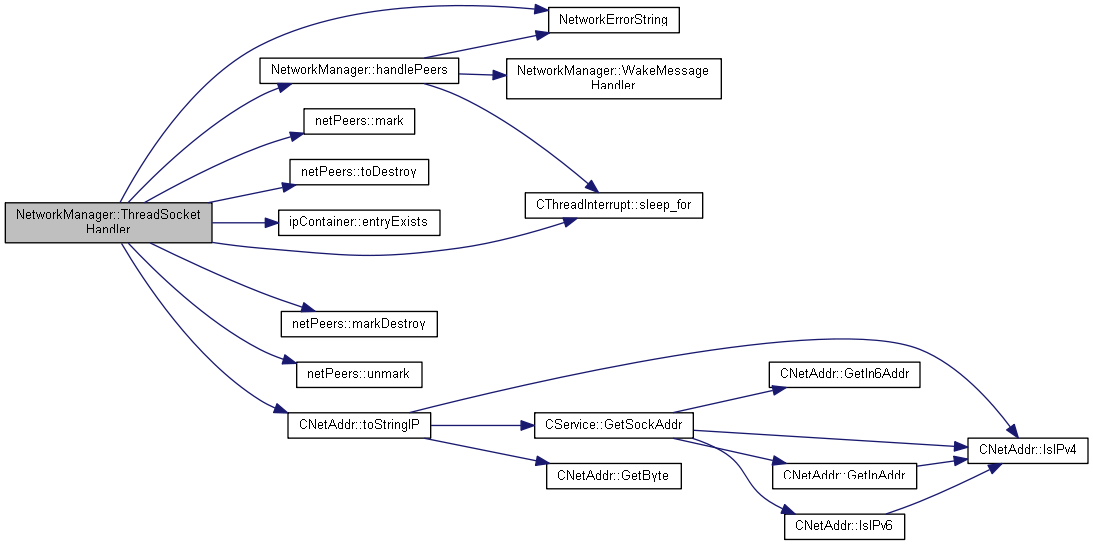 NetworkErrorString
NetworkManager::handlePeers
NetworkManager::WakeMessage
Handler
netPeers::mark
netPeers::toDestroy
CThreadInterrupt::sleep_for
NetworkManager::ThreadSocket
Handler
ipContainer::entryExists
netPeers::markDestroy
netPeers::unmark
CNetAddr::GetIn6Addr
CNetAddr::toStringIP
CService::GetSockAddr
CNetAddr::IsIPv4
CNetAddr::GetByte
CNetAddr::GetInAddr
CNetAddr::IsIPv6